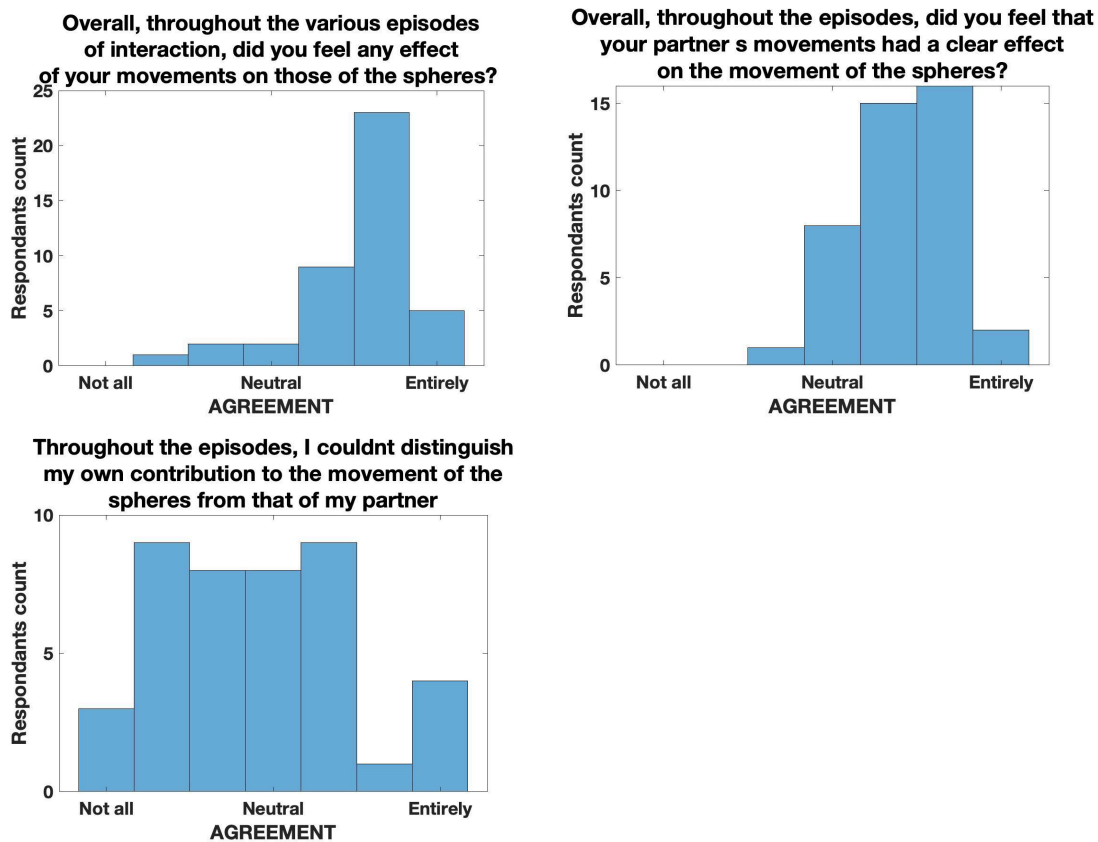 Overall, throughout the various episodes
of interaction, did you feel any effect
of your movements on those of the spheres?
25
20
15
10
5
0
Respondants count
Not all
Neutral
Entirely
AGREEMENT
Overall, throughout the episodes, did you feel that
your partner s movements had a clear effect
on the movement of the spheres?
15
10
5
0
Respondants count
Not all
Neutral
Entirely
AGREEMENT
Throughout the episodes, I couldnt distinguish
my own contribution to the movement of the
spheres from that of my partner
10
5
0
Respondants count
Not all
Neutral
Entirely
AGREEMENT